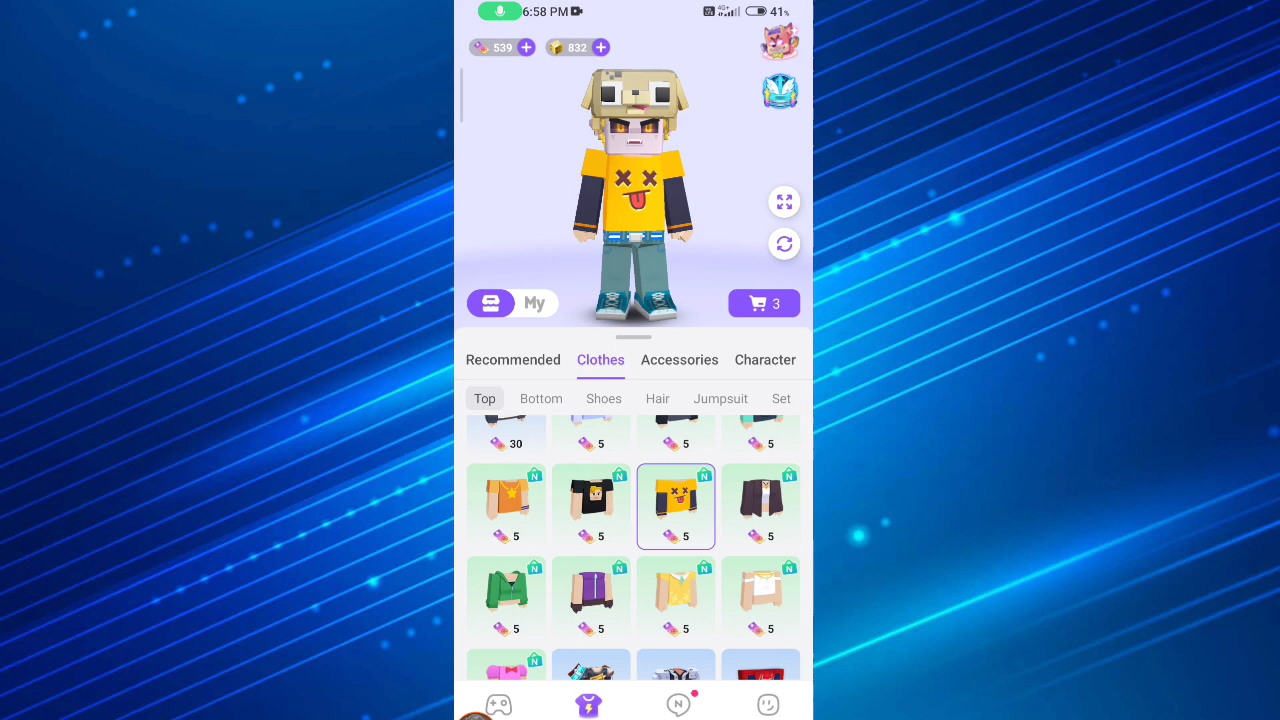 6:58 PM 4G+ 41%
539 832
My 3
Recommended Clothes Accessories Character
Top Bottom Shoes Hair Jumpsuit Set
30 5 5 5
N N N N
5 5 5 5
N N N N
5 5 5 5
N
N